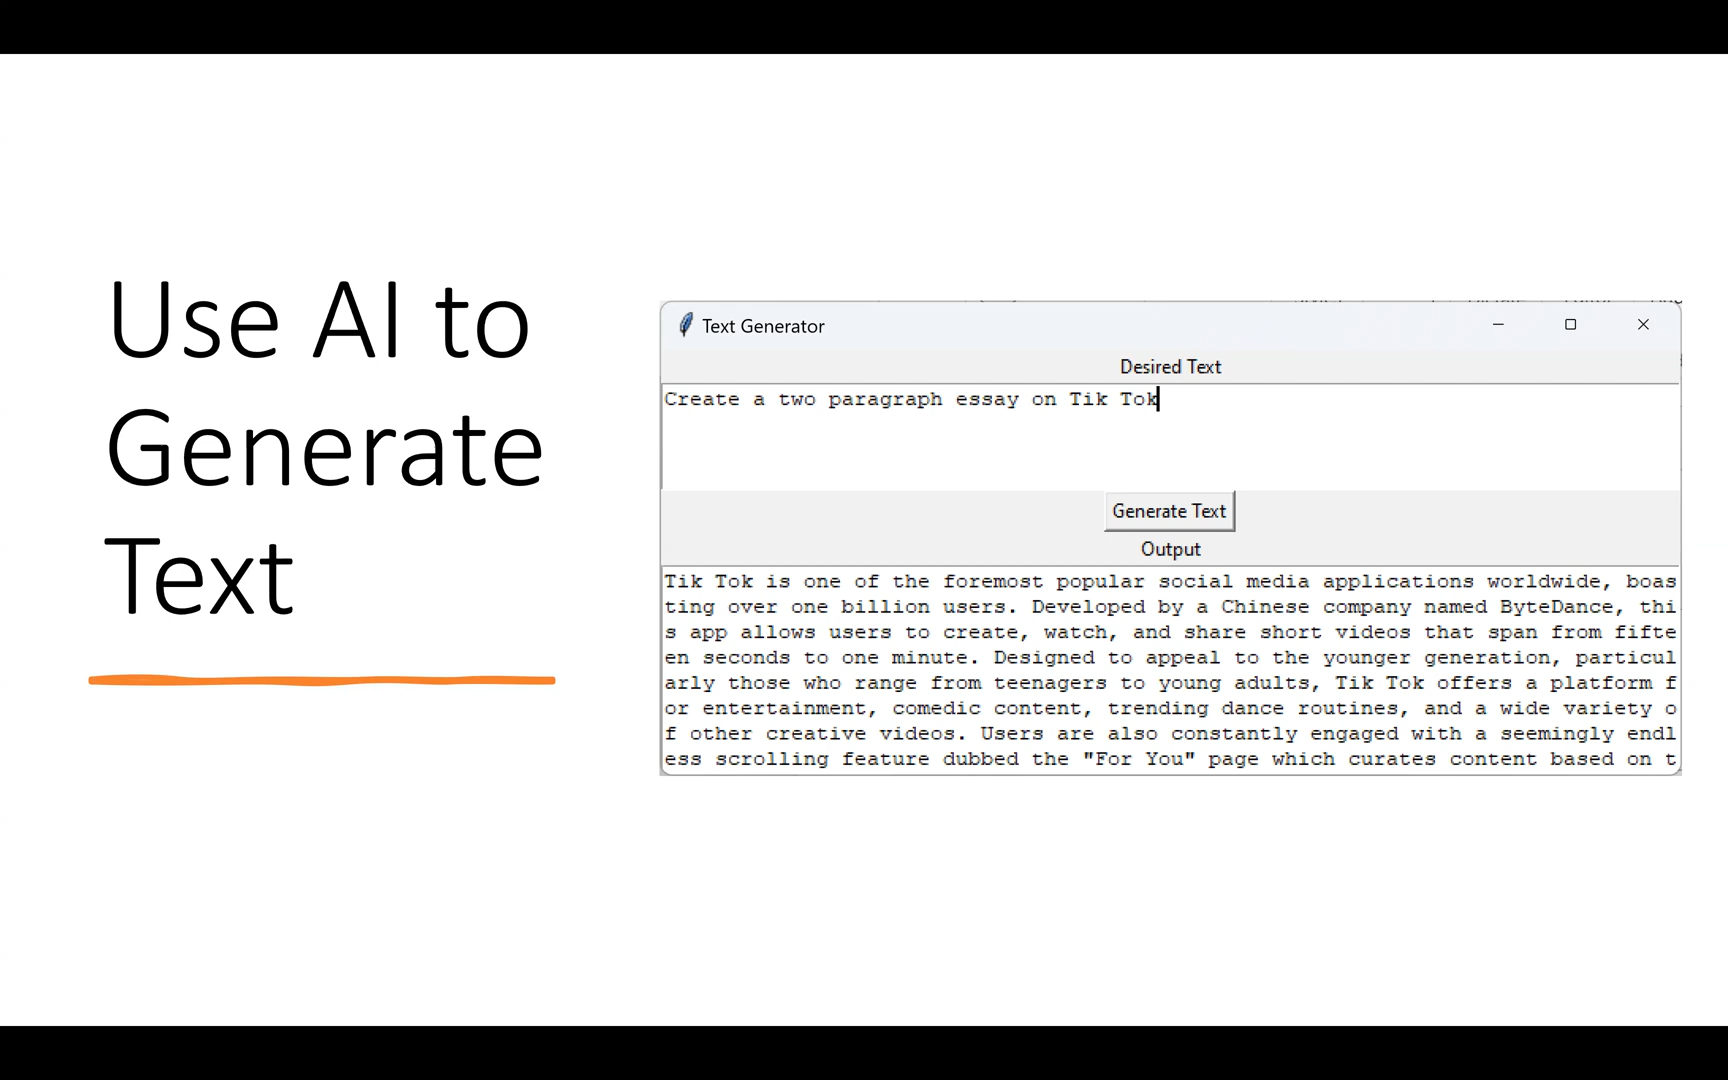 Use AI to
Generate
Text
Text Generator
Desired Text
Create a two paragraph essay on Tik Tok
Generate Text
Output
Tik Tok is one of the foremost popular social media applications worldwide, boas
ting over one billion users. Developed by a Chinese company named ByteDance, thi
s app allows users to create, watch, and share short videos that span from fifte
en seconds to one minute. Designed to appeal to the younger generation, particul
arly those who range from teenagers to young adults, Tik Tok offers a platform f
or entertainment, comedic content, trending dance routines, and a wide variety o
f other creative videos. Users are also constantly engaged with a seemingly endl
ess scrolling feature dubbed the "For You" page which curates content based on t